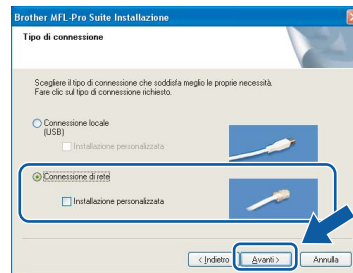 Brother MFL-Pro Suite Installazione
Tipo di connessione
Scegliere il tipo di connessione che soddisfa meglio le proprie necessità.
Fare clic sul tipo di connessione richiesto.
Connessione locale
(USB)
Installazione personalizzata
Connessione di rete
Installazione personalizzata
< Indietro
Avanti >
Annulla